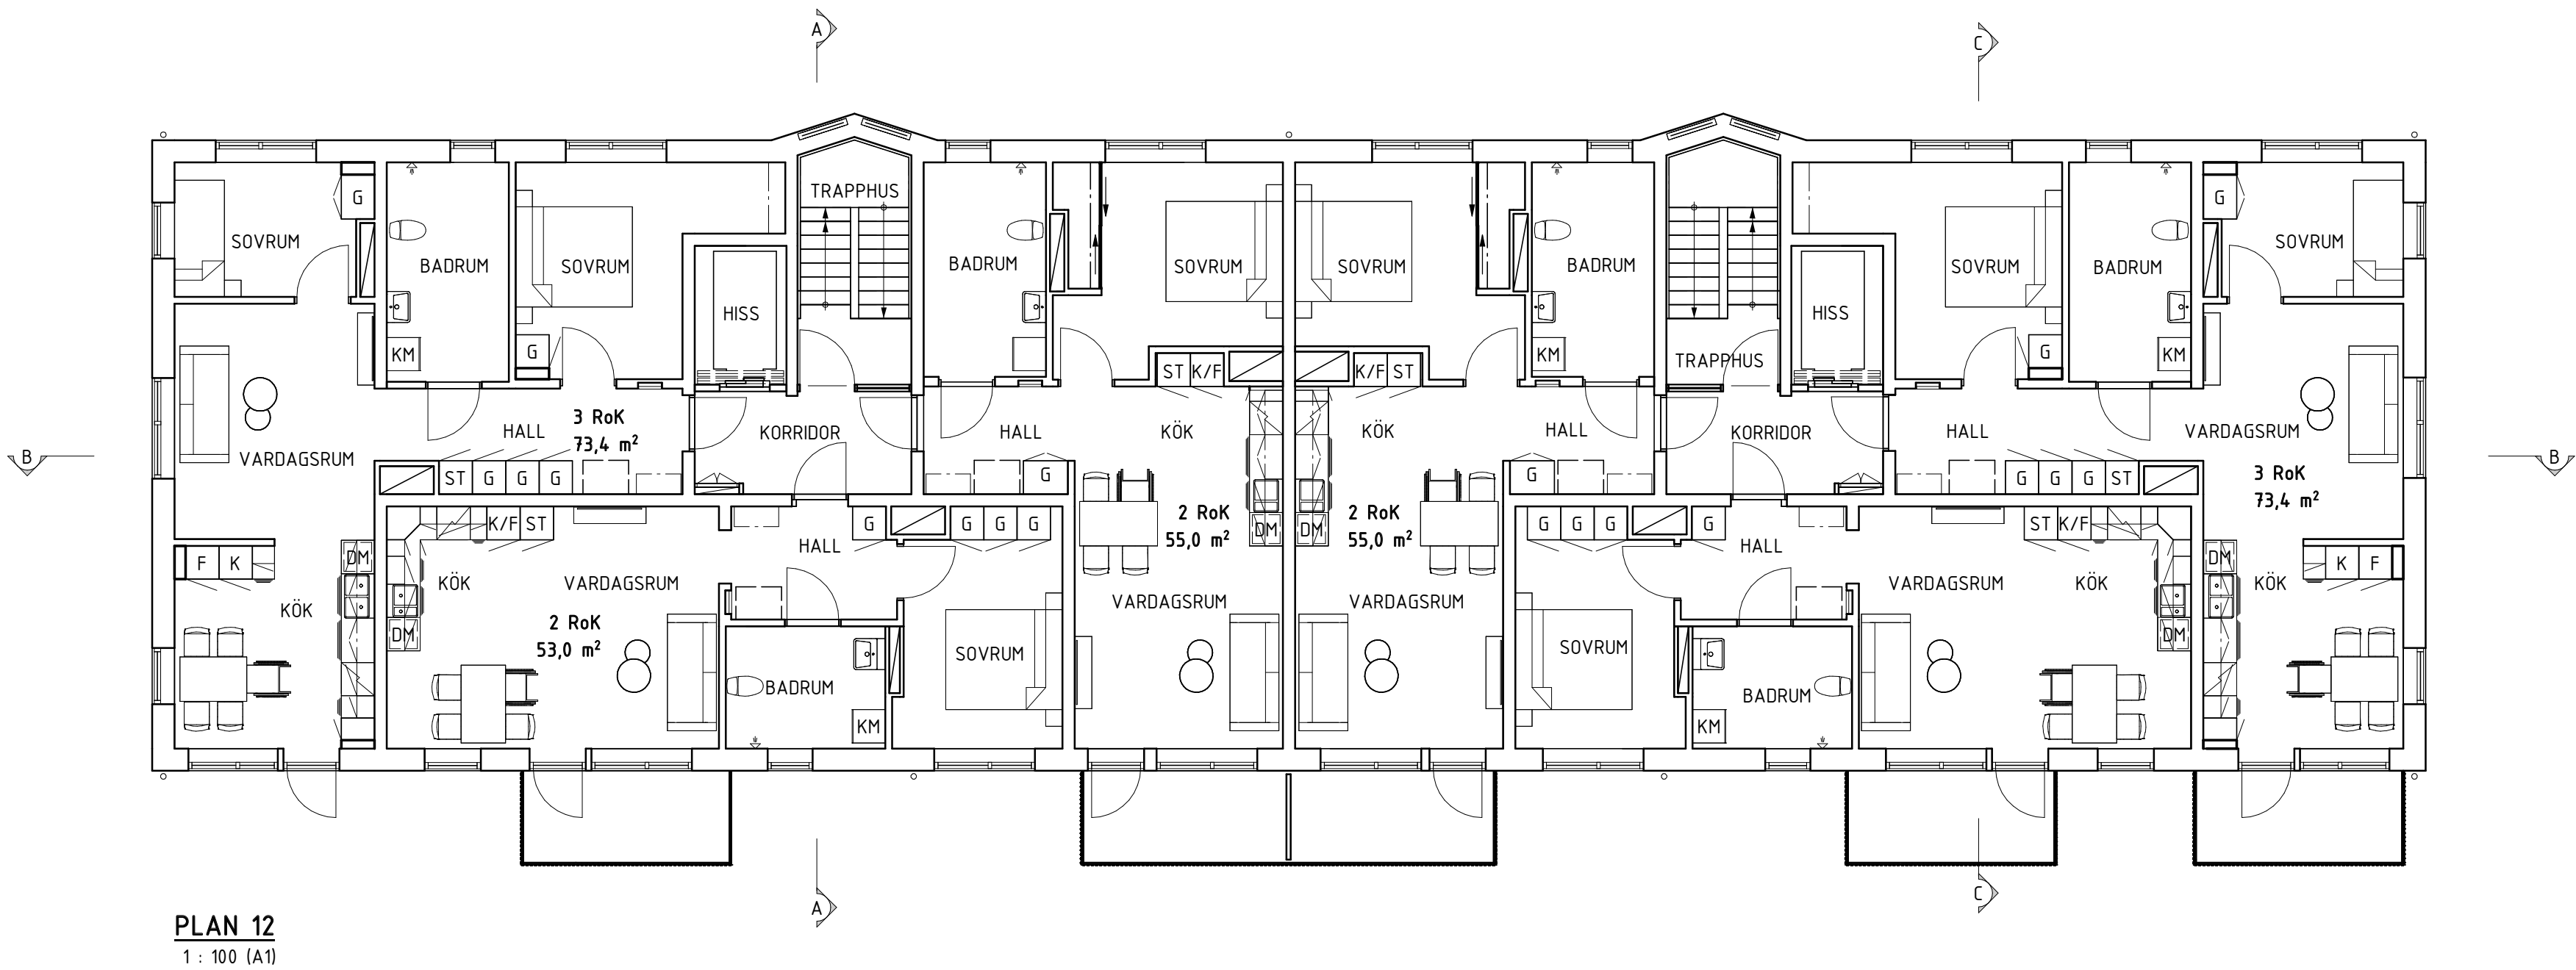 A
C
TRAPPHUS
G
G
SOVRUM
SOVRUM
BADRUM
SOVRUM
BADRUM
SOVRUM
SOVRUM
BADRUM
SOVRUM
BADRUM
HISS
HISS
KM
G
ST K/F
K/F ST
KM
TRAPPHUS
G
KM
3 RoK
73,4 m²
HALL
KORRIDOR
HALL
KÖK
KÖK
HALL
KORRIDOR
HALL
VARDAGSRUM
VARDAGSRUM
B
B
ST G G G
G
G
G G G ST
3 RoK
73,4 m²
2 RoK
55,0 m²
2 RoK
55,0 m²
K/F ST
G
G G G
DM
DM
G G G
G
ST K/F
HALL
HALL
F K
DM
DM
K F
KÖK
VARDAGSRUM
VARDAGSRUM
KÖK
KÖK
KÖK
VARDAGSRUM
VARDAGSRUM
2 RoK
53,0 m²
DM
DM
SOVRUM
SOVRUM
BADRUM
BADRUM
KM
KM
A
C
PLAN 12
1 : 100 (A1)